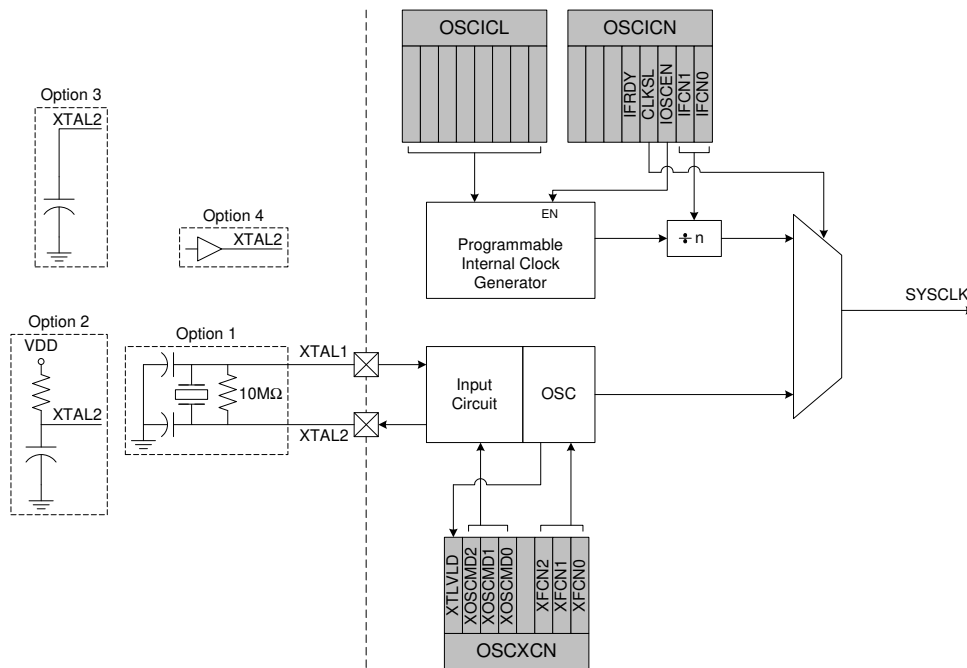 OSCICL
OSCICN
IFRDY
CLKSL
IOSCEN
IFCN1
IFCN0
Option 3
XTAL2
Option 4
XTAL2
EN
Programmable
Internal Clock
Generator
÷ n
SYSCLK
Option 2
VDD
XTAL2
Option 1
10MΩ
XTAL1
XTAL2
Input
Circuit
OSC
XTLVLD
XOSCMD2
XOSCMD1
XOSCMD0
XFCN2
XFCN1
XFCN0
OSCXCN